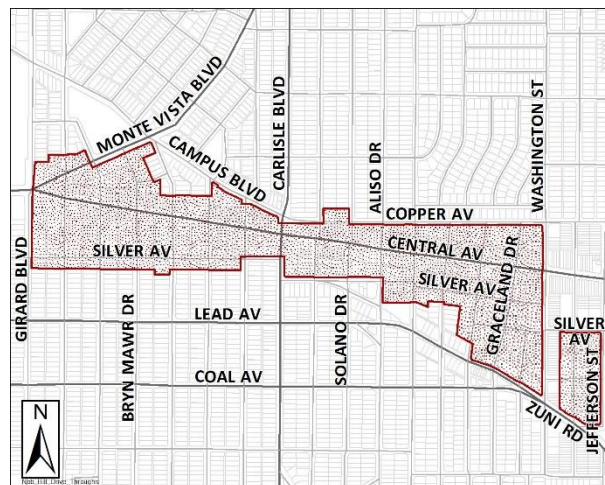 MONTE VISTA BLVD
CAMPUS BLVD
CARLISLE BLVD
ALISO DR
WASHINGTON ST
COPPER AV
CENTRAL AV
SILVER AV
SILVER AV
GRACELAND DR
GIRARD BLVD
BRYN MAWR DR
LEAD AV
SOLANO DR
SILVER
AV
JEFFERSON ST
COAL AV
ZUNI RD
N
Nob_Hill_Drive_Throughs